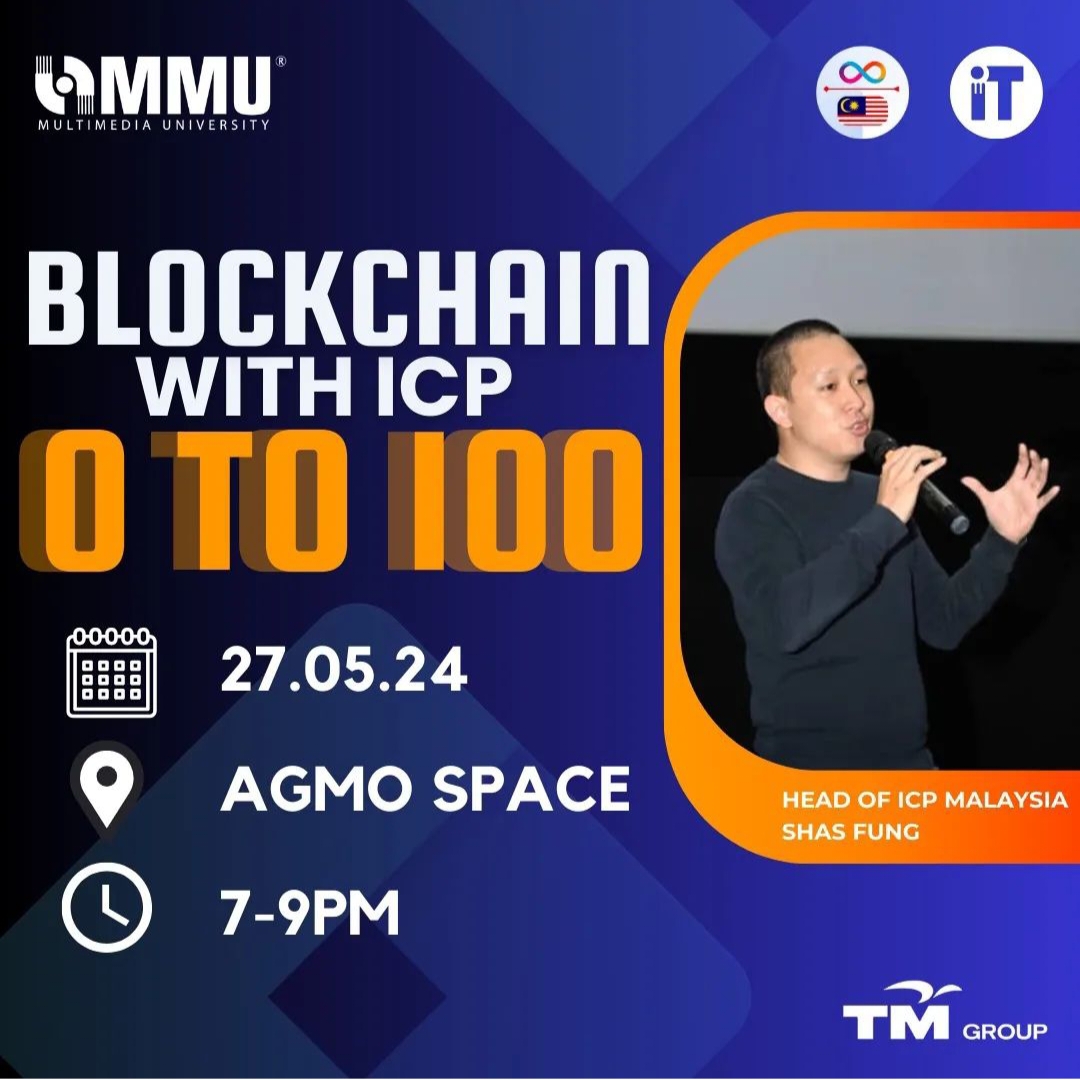 MMU®
MULTIMEDIA UNIVERSITY
iT
BLOCKCHAIN
WITH ICP
0 TO 100
27.05.24
AGMO SPACE
7-9PM
HEAD OF ICP MALAYSIA
SHAS FUNG
TM GROUP